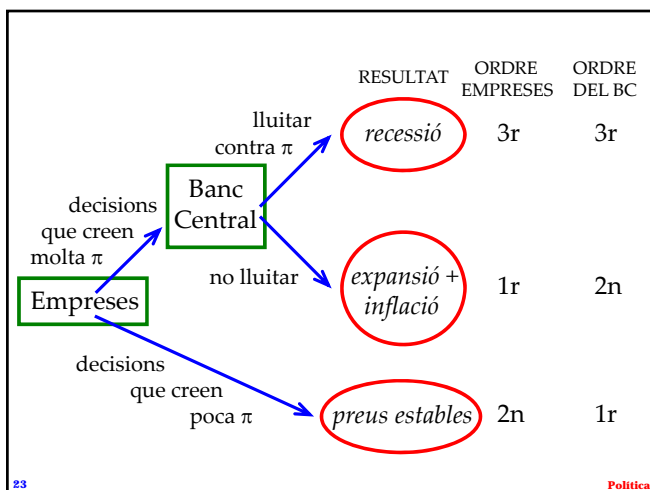 RESULTAT
ORDRE
EMPRESES
ORDRE
DEL BC
lluitar
contra π
recessió
3r
3r
Banc
Central
decisions
que creen
molta π
no lluitar
Empreses
expansió +
inflació
1r
2n
decisions
que creen
poca π
preus estables
2n
1r
23
Política